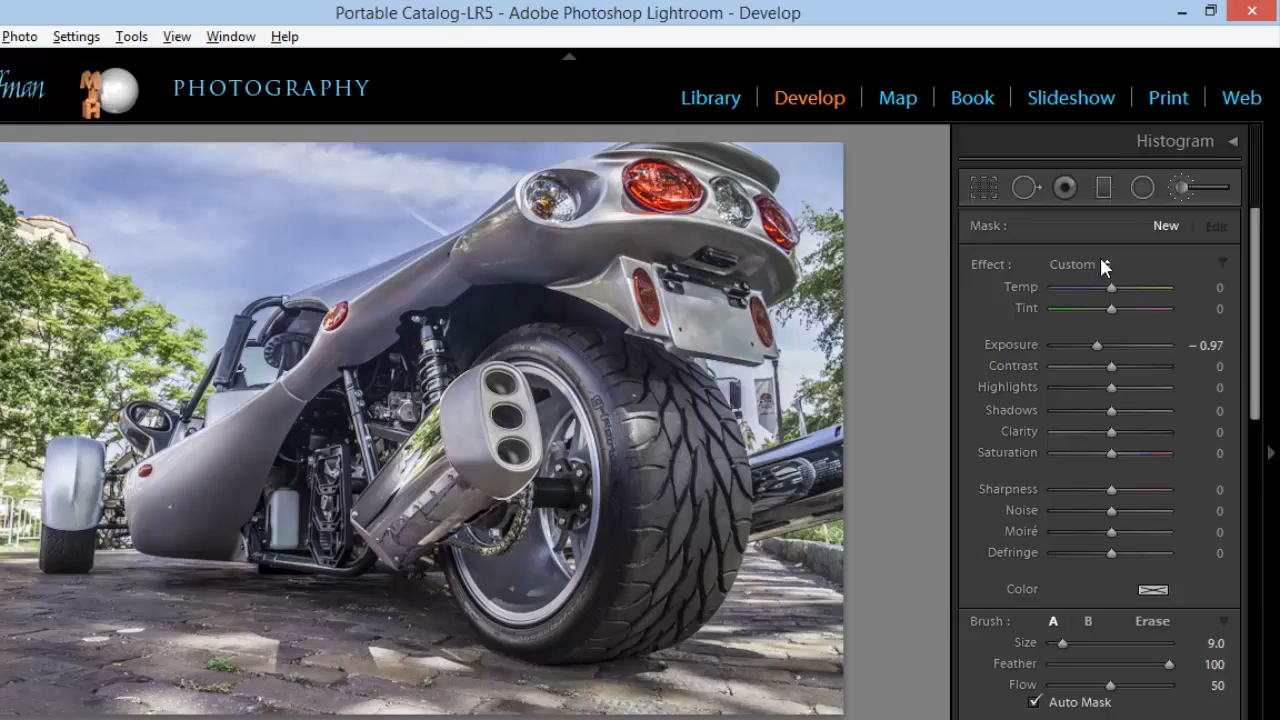 Portable Catalog-LR5 - Adobe Photoshop Lightroom - Develop
Photo Settings Tools View Window Help
PHOTOGRAPHY
Library | Develop | Map | Book | Slideshow | Print | Web
Histogram
Mask : New Edit
Effect : Custom
Temp 0
Tint 0
Exposure – 0.97
Contrast 0
Highlights 0
Shadows 0
Clarity 0
Saturation 0
Sharpness 0
Noise 0
Moiré 0
Defringe 0
Color
Brush : A B Erase
Size 9.0
Feather 100
Flow 50
Auto Mask